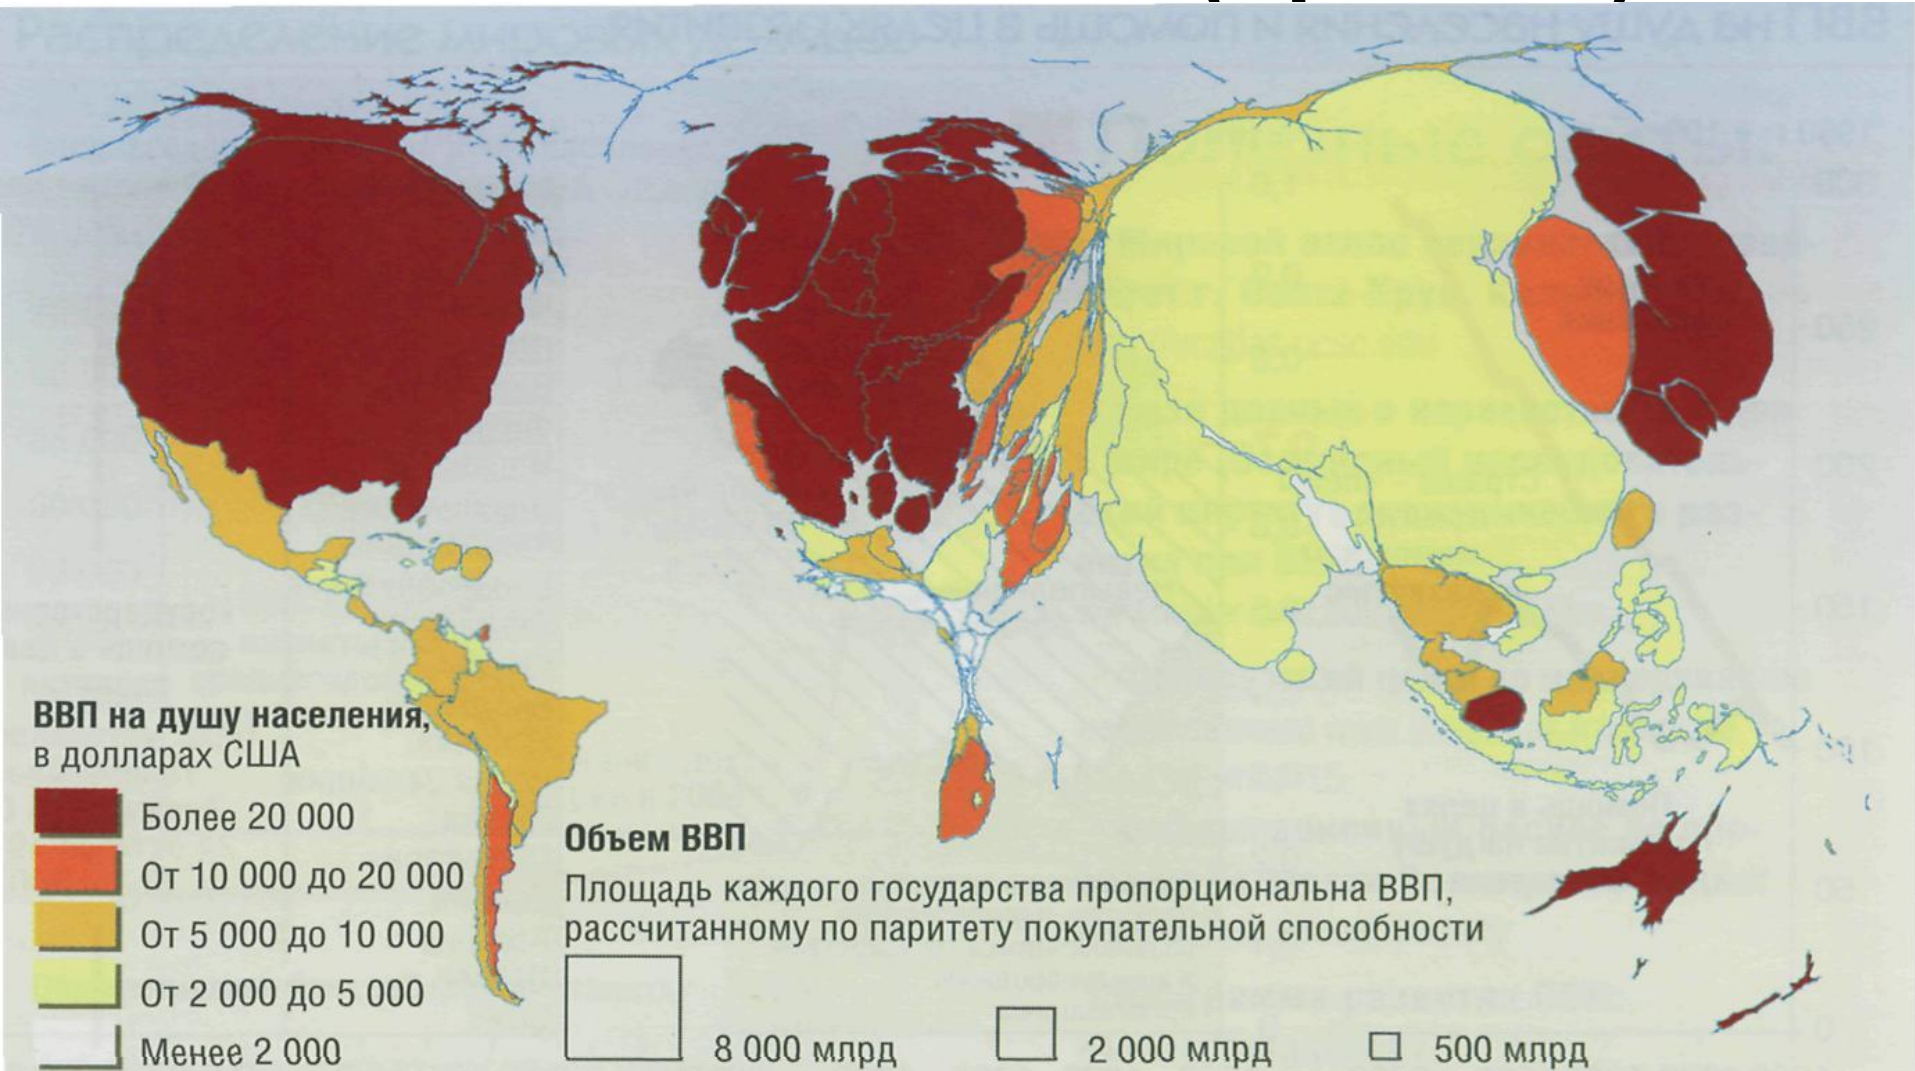 ВВП на душу населения,
в долларах США
Более 20 000
От 10 000 до 20 000
От 5 000 до 10 000
От 2 000 до 5 000
Менее 2 000
Объем ВВП
Площадь каждого государства пропорциональна ВВП,
рассчитанному по паритету покупательной способности
8 000 млрд
2 000 млрд
500 млрд